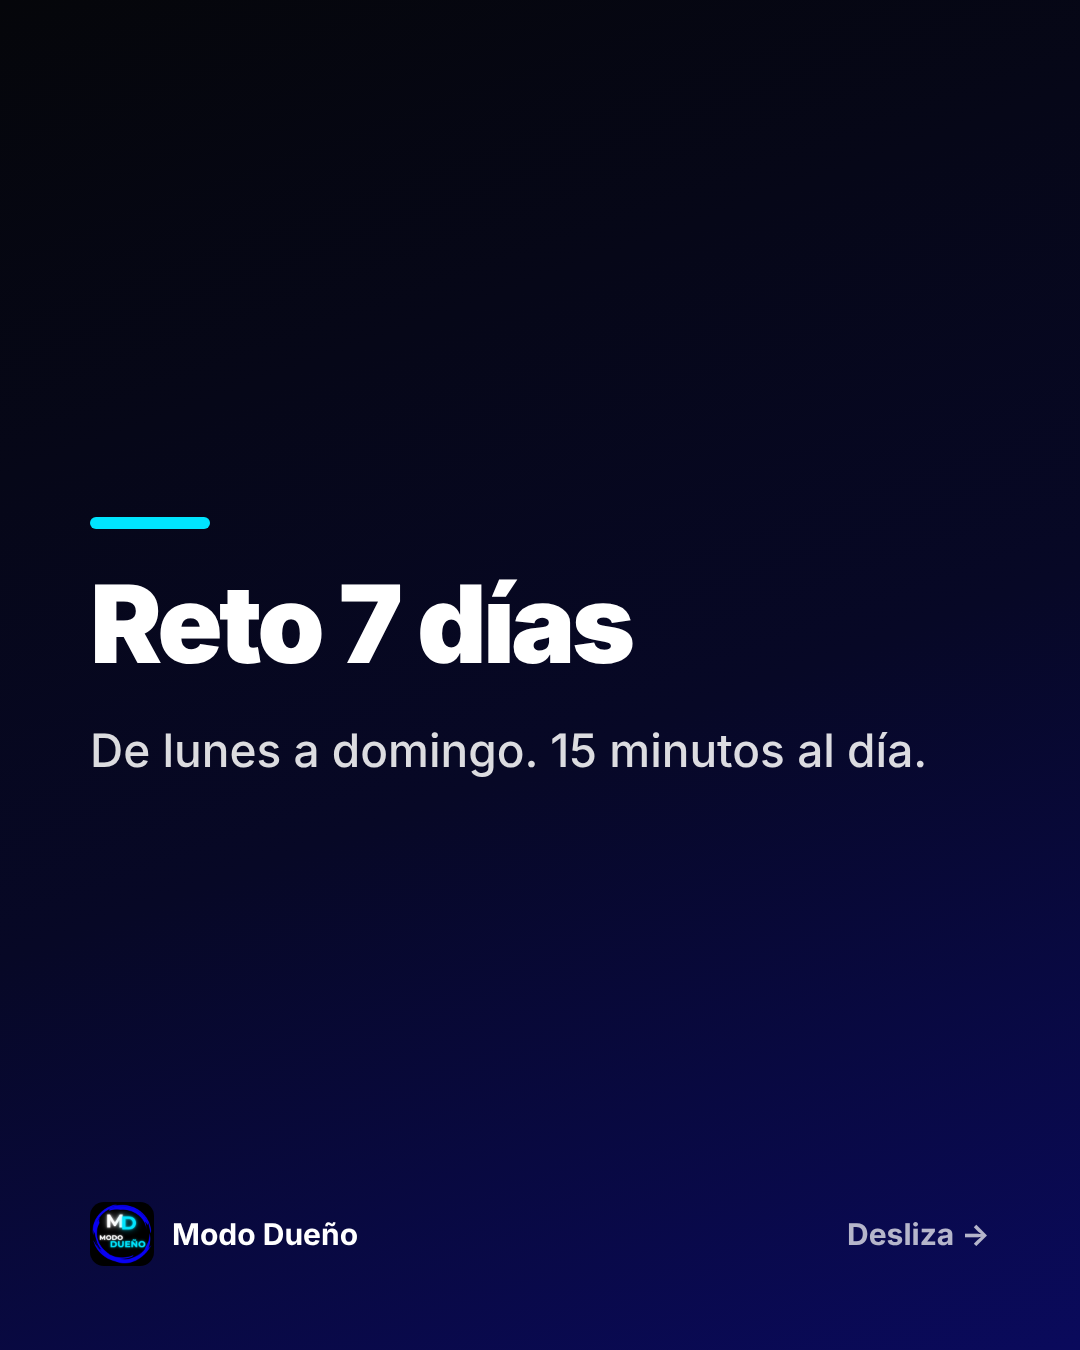 Reto 7 días
De lunes a domingo. 15 minutos al día.
MD
MODO
DUEÑO
Modo Dueño
Desliza →